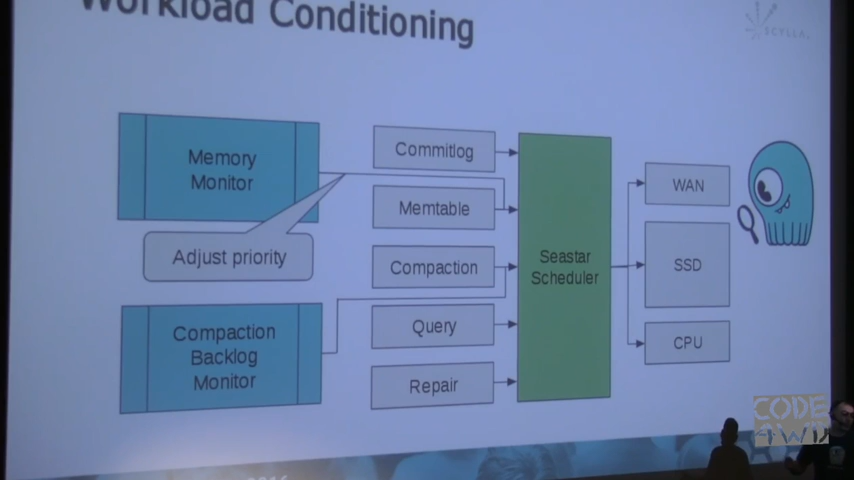 Workload Conditioning
SCYLLA.
Memory
Monitor
Adjust priority
Compaction
Backlog
Monitor
Commitlog
Memtable
Compaction
Query
Repair
Seastar
Scheduler
WAN
SSD
CPU
CODE